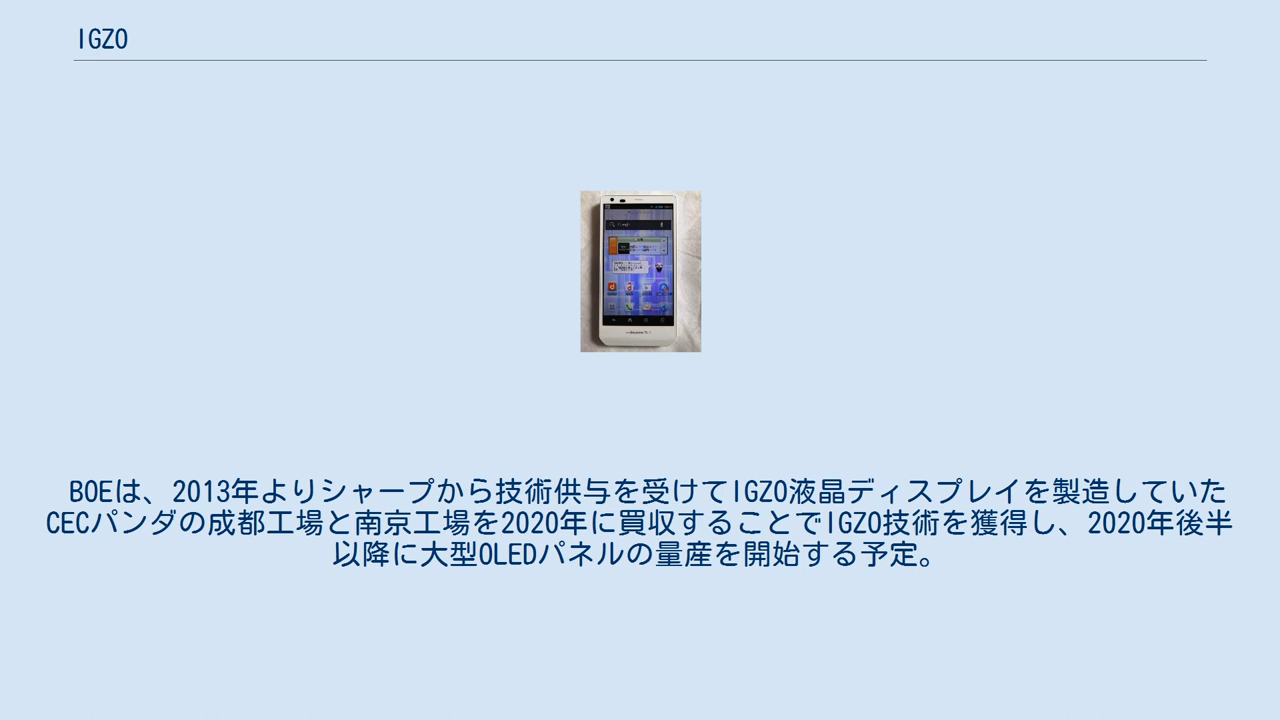 IGZO
BOEは、2013年よりシャープから技術供与を受けてIGZO液晶ディスプレイを製造していた
CECパンダの成都工場と南京工場を2020年に買収することでIGZO技術を獲得し、2020年後半
以降に大型OLEDパネルの量産を開始する予定。